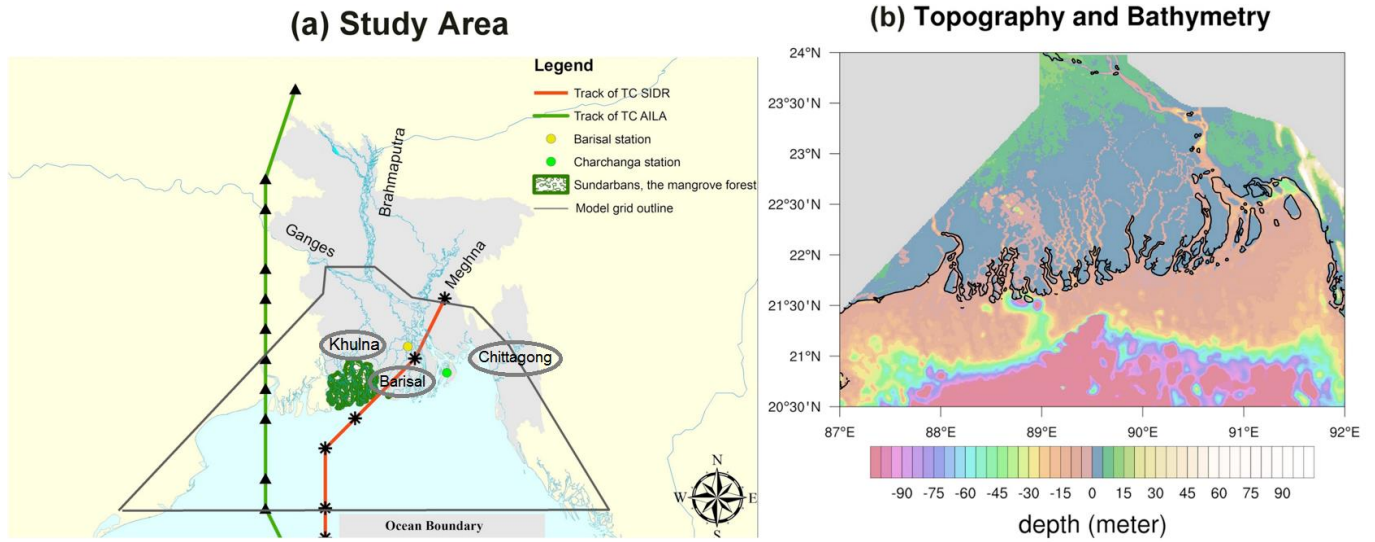 (a) Study Area
Legend
Track of TC SIDR
Track of TC AILA
Barisal station
Charchanga station
Sundarbans, the mangrove forest
Model grid outline
Brahmaputra
Ganges
Meghna
Khulna
Barisal
Chittagong
N
W E
S
Ocean Boundary
(b) Topography and Bathymetry
24°N
23°30'N
23°N
22°30'N
22°N
21°30'N
21°N
20°30'N
87°E 88°E 89°E 90°E 91°E 92°E
-90 -75 -60 -45 -30 -15 0 15 30 45 60 75 90
depth (meter)